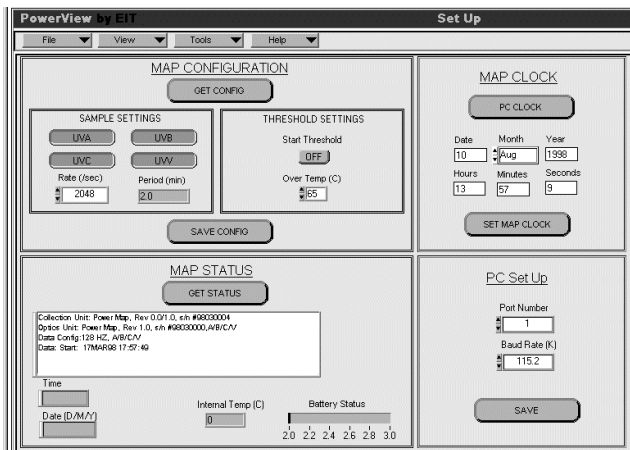 PowerView by EIT Set Up
File View Tools Help
MAP CONFIGURATION
GET CONFIG
SAMPLE SETTINGS
UVA UVB
UVC UVV
Rate (/sec) Period (min)
2048 2.0
THRESHOLD SETTINGS
Start Threshold
OFF
Over Temp (C)
65
SAVE CONFIG
MAP CLOCK
PC CLOCK
Date Month Year
10 Aug 1998
Hours Minutes Seconds
13 57 9
SET MAP CLOCK
MAP STATUS
GET STATUS
Collection Unit: Power Map, Rev 0.0/1.0, s/n #98030004
Optics Unit: Power Map, Rev 1.0, s/n #98030000,A/B/C/V
Data Config:128 HZ, A/B/C/V
Data: Start: 17MAR98 17:57:49
Time
Date (D/M/Y)
Internal Temp (C)
0
Battery Status
2.0 2.2 2.4 2.6 2.8 3.0
PC Set Up
Port Number
1
Baud Rate (K)
115.2
SAVE